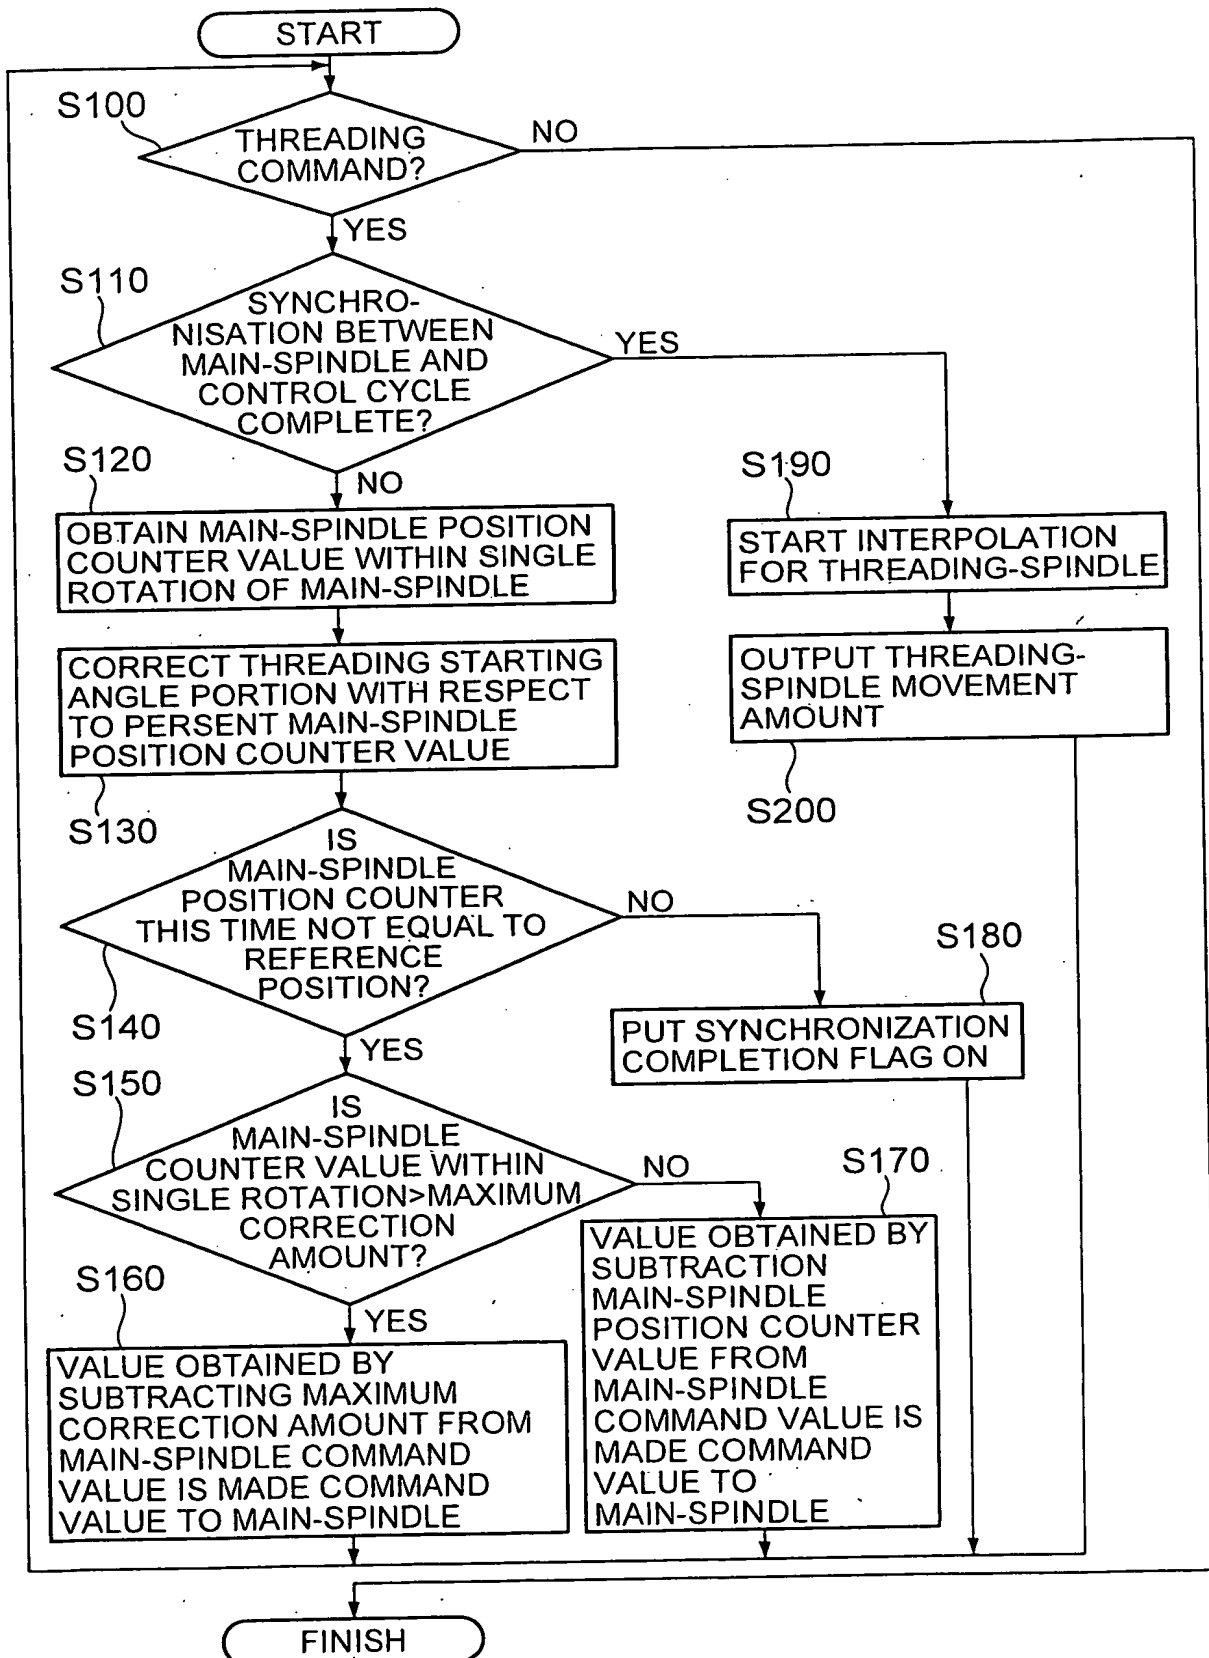 START
S100
THREADING
COMMAND?
NO
YES
S110
SYNCHRO-
NISATION BETWEEN
MAIN-SPINDLE AND
CONTROL CYCLE
COMPLETE?
YES
NO
S120
OBTAIN MAIN-SPINDLE POSITION
COUNTER VALUE WITHIN SINGLE
ROTATION OF MAIN-SPINDLE
S190
START INTERPOLATION
FOR THREADING-SPINDLE
CORRECT THREADING STARTING
ANGLE PORTION WITH RESPECT
TO PERSENT MAIN-SPINDLE
POSITION COUNTER VALUE
S130
OUTPUT THREADING-
SPINDLE MOVEMENT
AMOUNT
S200
IS
MAIN-SPINDLE
POSITION COUNTER
THIS TIME NOT EQUAL TO
REFERENCE
POSITION?
NO
S140
YES
S180
PUT SYNCHRONIZATION
COMPLETION FLAG ON
S150
IS
MAIN-SPINDLE
COUNTER VALUE WITHIN
SINGLE ROTATION>MAXIMUM
CORRECTION
AMOUNT?
NO
YES
S170
VALUE OBTAINED BY
SUBTRACTION
MAIN-SPINDLE
POSITION COUNTER
VALUE FROM
MAIN-SPINDLE
COMMAND VALUE IS
MADE COMMAND
VALUE TO
MAIN-SPINDLE
S160
VALUE OBTAINED BY
SUBTRACTING MAXIMUM
CORRECTION AMOUNT FROM
MAIN-SPINDLE COMMAND
VALUE IS MADE COMMAND
VALUE TO MAIN-SPINDLE
FINISH